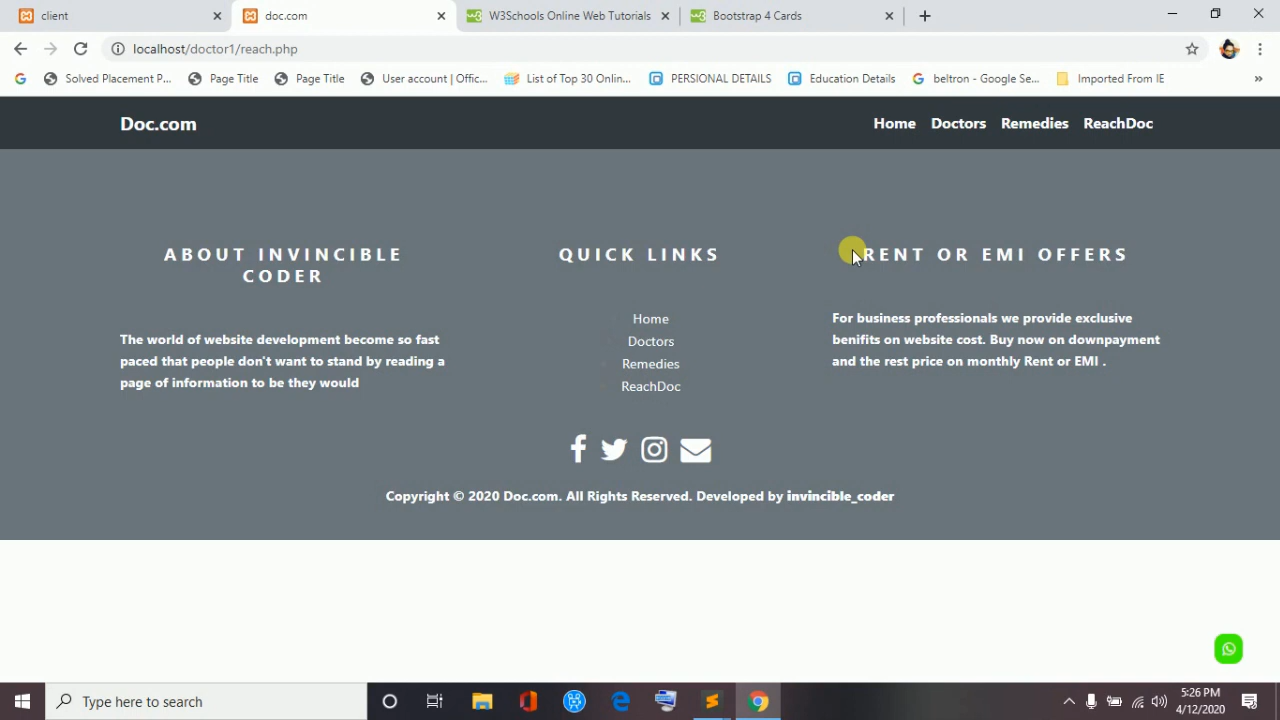 client
doc.com
W3Schools Online Web Tutorials
Bootstrap 4 Cards
localhost/doctor1/reach.php
Solved Placement P...
Page Title
Page Title
User account | Offic...
List of Top 30 Onlin...
PERSIONAL DETAILS
Education Details
beltron - Google Se...
Imported From IE
Doc.com
Home
Doctors
Remedies
ReachDoc
ABOUT INVINCIBLE
CODER
The world of website development become so fast
paced that people don't want to stand by reading a
page of information to be they would
QUICK LINKS
Home
Doctors
Remedies
ReachDoc
RENT OR EMI OFFERS
For business professionals we provide exclusive
benifits on website cost. Buy now on downpayment
and the rest price on monthly Rent or EMI .
Copyright © 2020 Doc.com. All Rights Reserved. Developed by invincible_coder
Type here to search
5:26 PM
4/12/2020